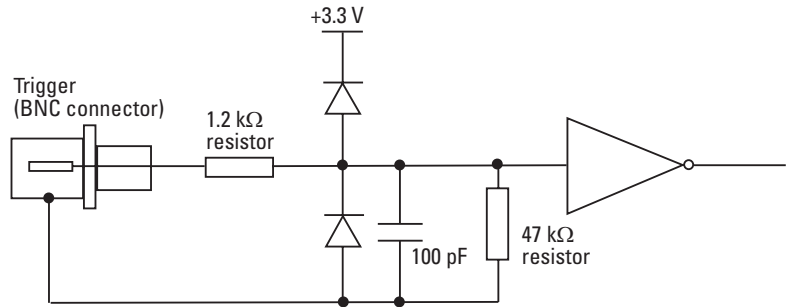 +3.3 V
Trigger
(BNC connector)
1.2 kΩ
resistor
100 pF
47 kΩ
resistor